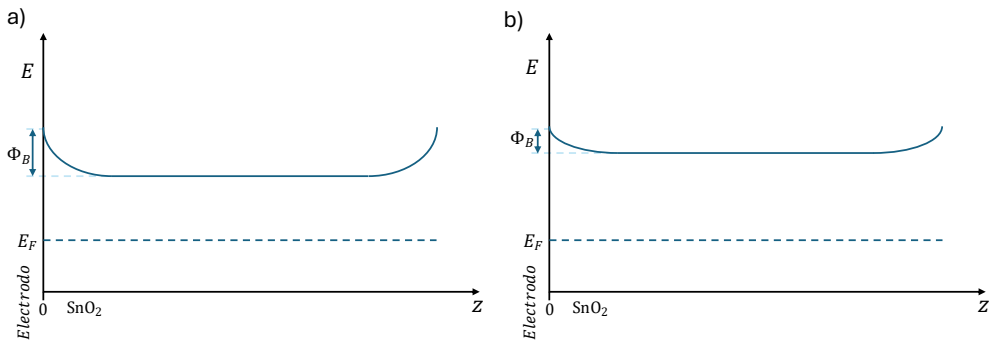 a)
E
Φ_B
E_F
Electrodo
0
SnO₂
z
b)
E
Φ_B
E_F
Electrodo
0
SnO₂
z